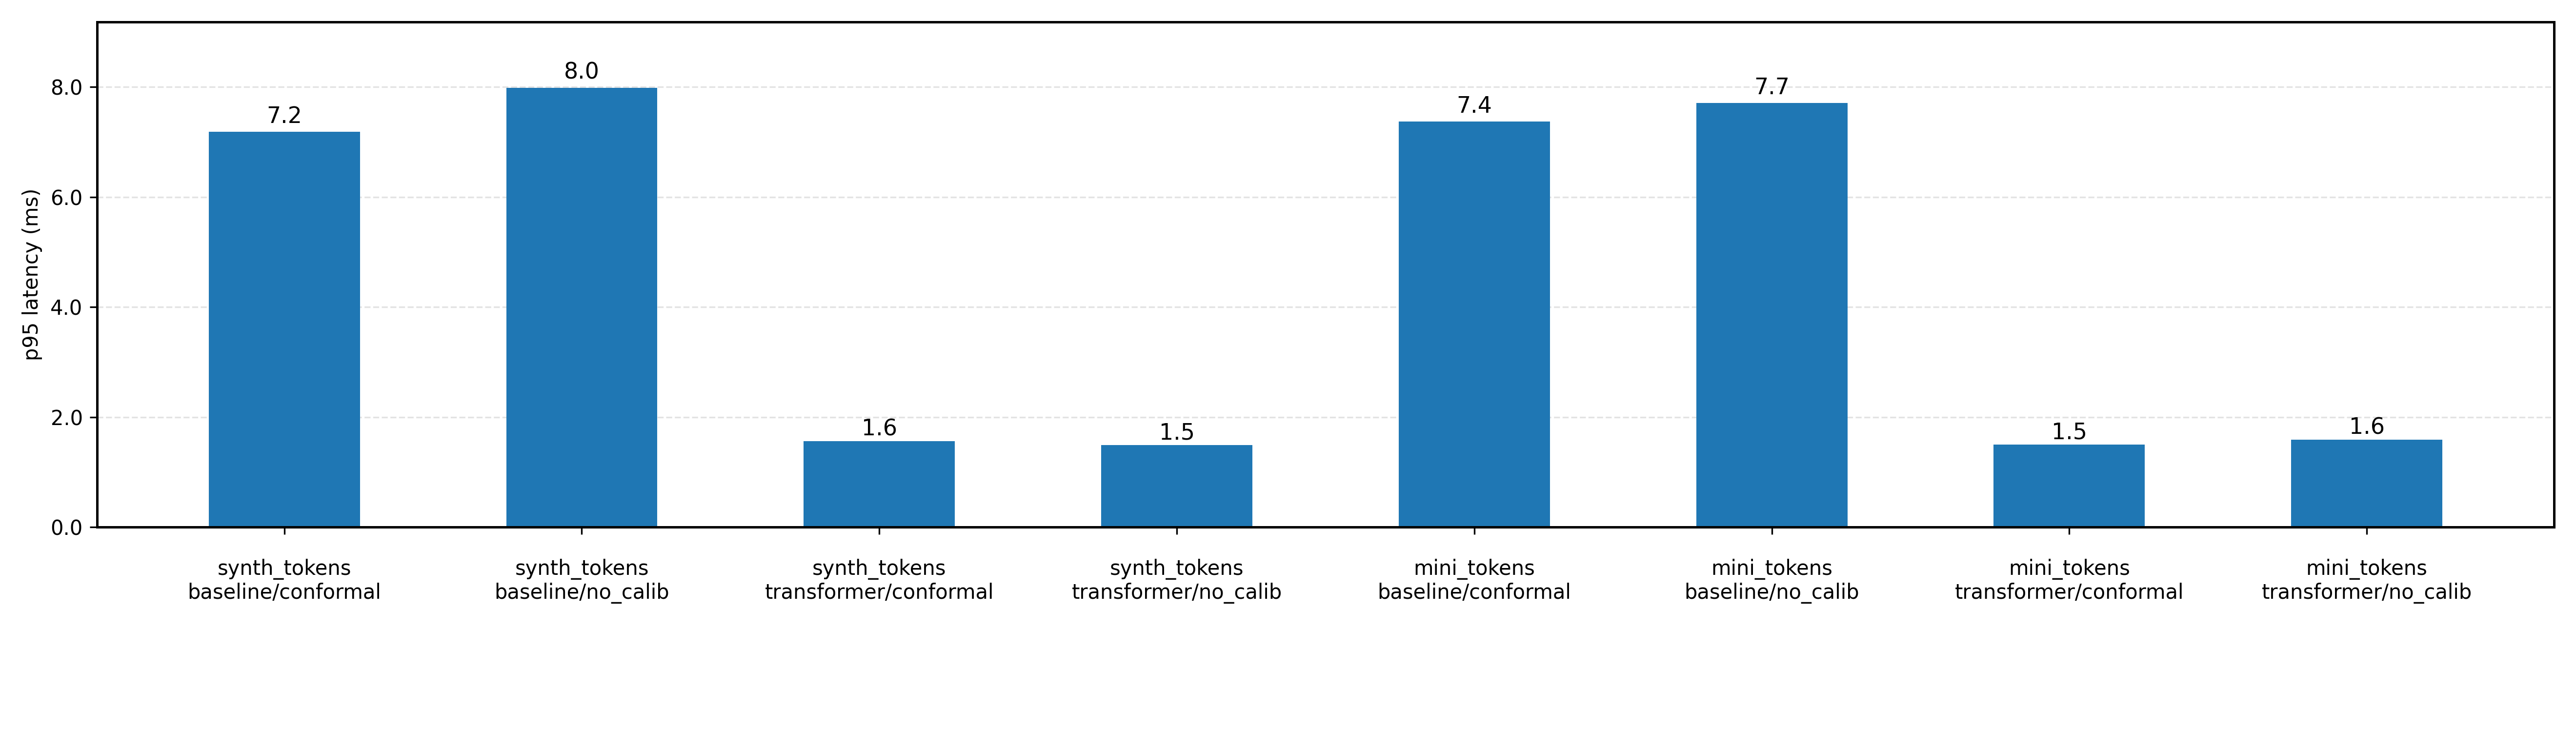 p95 latency (ms)
8.0
6.0
4.0
2.0
0.0
7.2
8.0
1.6
1.5
7.4
7.7
1.5
1.6
synth_tokens
baseline/conformal
synth_tokens
baseline/no_calib
synth_tokens
transformer/conformal
synth_tokens
transformer/no_calib
mini_tokens
baseline/conformal
mini_tokens
baseline/no_calib
mini_tokens
transformer/conformal
mini_tokens
transformer/no_calib